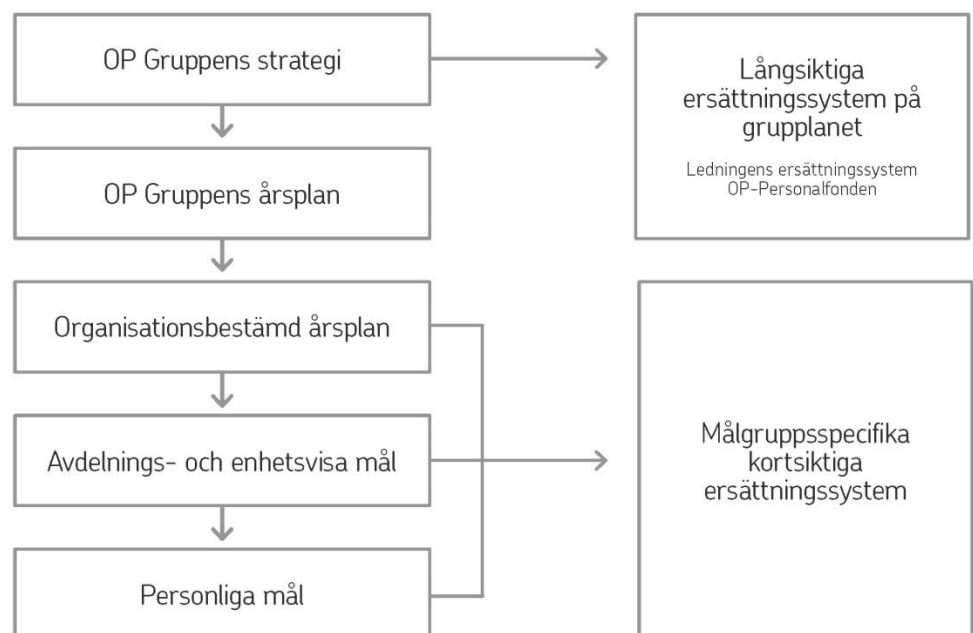 OP Gruppens strategi
OP Gruppens årsplan
Organisationsbestämd årsplan
Avdelnings- och enhetsvisa mål
Personliga mål
Långsiktiga
ersättningssystem på
grupplanet
Ledningens ersättningssystem
OP-Personalfonden
Målgruppsspecifika
kortsiktiga
ersättningssystem